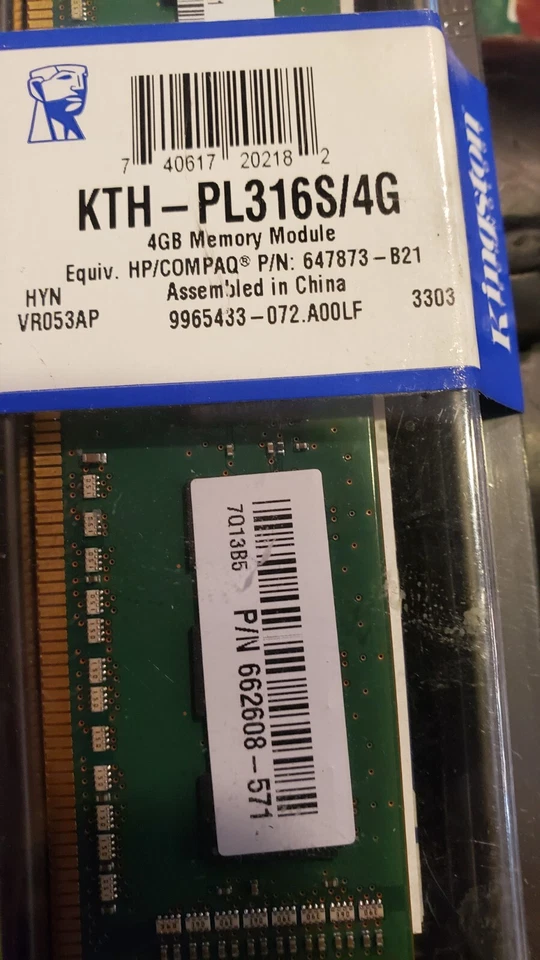 7 40617 20218 2
KTH-PL316S/4G
4GB Memory Module
Equiv. HP/COMPAQ® P/N: 647873-B21
HYN Assembled in China
VR053AP 9965433-072.A00LF 3303
Kingston
7Q13B5
P/N 662608-571